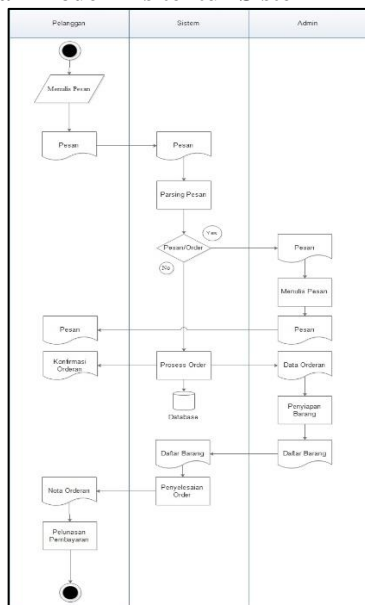 Pelanggan
Sistem
Admin
Menulis Pesan
Pesan
Pesan
Parsing Pesan
Pesan/Order
Yes
No
Pesan
Menulis Pesan
Pesan
Pesan
Konfirmasi
Orderan
Prosess Order
Data Orderan
Database
Penyiapan
Barang
Daftar Barang
Daftar Barang
Nota Orderan
Penyelesaian
Order
Pelunasan
Pembayaran